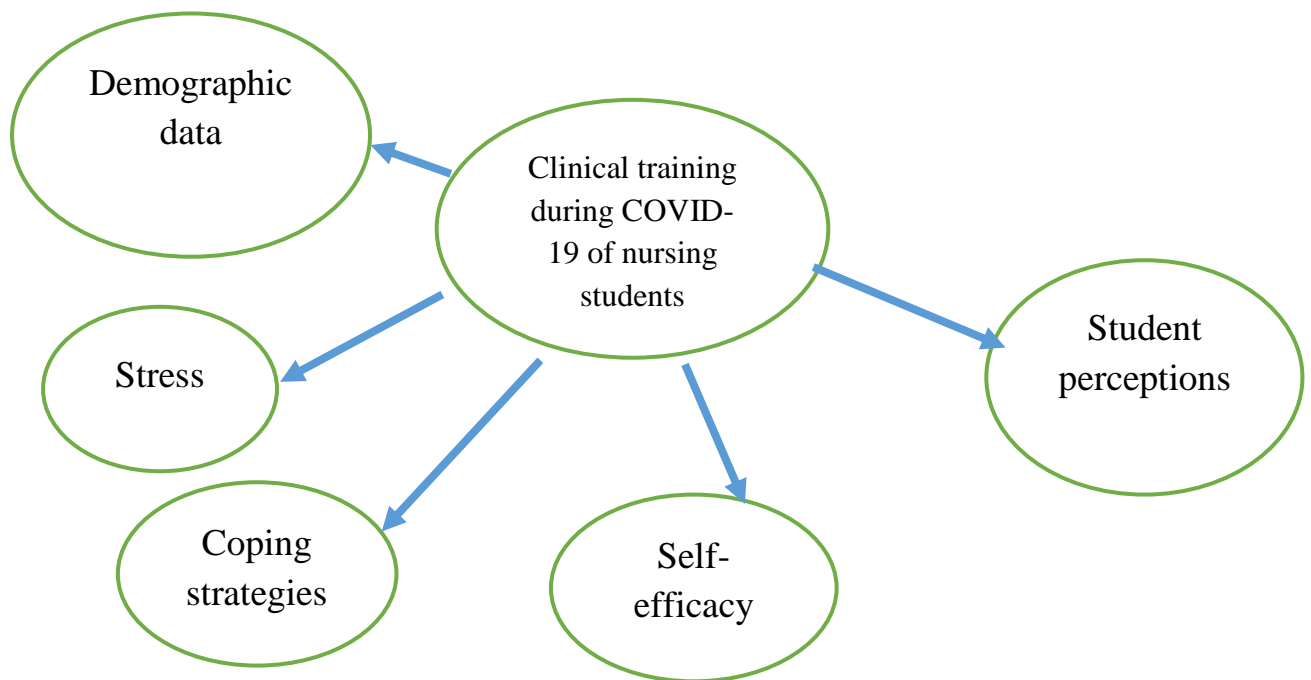 Demographic
data
Clinical training
during COVID-
19 of nursing
students
Student
perceptions
Stress
Coping
strategies
Self-
efficacy